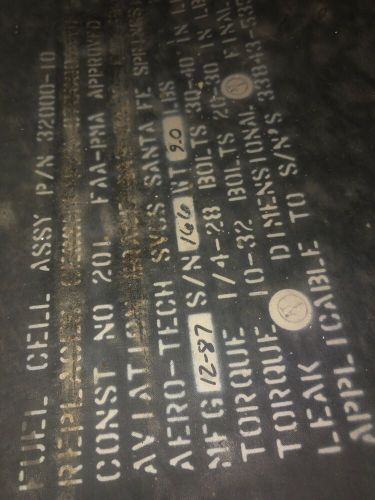 FUEL CELL ASSY P/N 32000-10
REPLACES
CONST NO 201 FAA-PMA APPROVED
AVIATION
AERO-TECH SVCS SANTA FE SPRINGS
MFG 12-87 S/N 166 WT 9.0 LBS
TORQUE 1/4-28 BOLTS 30-40 IN LB
TORQUE 10-32 BOLTS 20-30 IN LB
LEAK DIMENSIONAL FINAL
APPLICABLE TO S/N'S